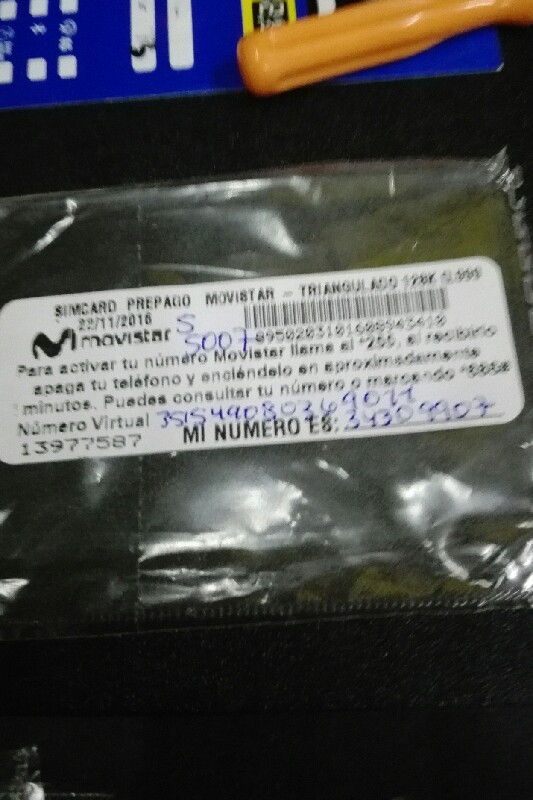 SIMCARD PREPAGO MOVISTAR - TRIANGULADO 128K 0.999
22/11/2016 S
movistar 5007
Para activar tu número Movistar llame al *255, al recibirlo
apaga tu teléfono y enciéndelo en aproximadamente
minutos. Puedes consultar tu número marcando
Número Virtual
MI NUMERO ES:
13977587